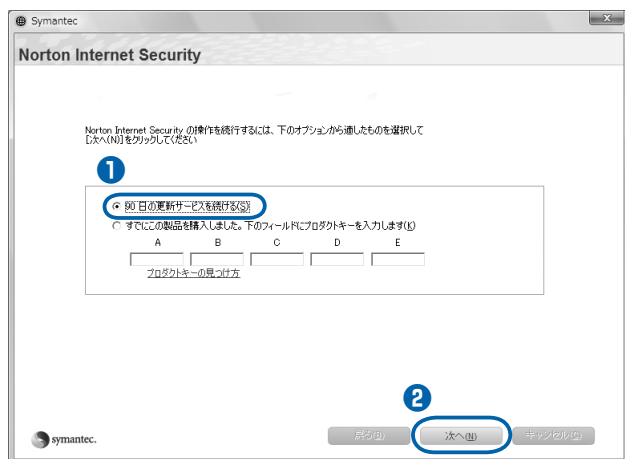 Symantec
Norton Internet Security
Norton Internet Security の操作を続行するには、下のオプションから適したものを選択して
[次へ(N)]をクリックしてください
1
90 日の更新サービスを続ける(S)
すでにこの製品を購入しました。下のフィールドにプロダクトキーを入力します(K)
A B C D E
プロダクトキーの見つけ方
2
symantec.
戻る(B) 次へ(N) キャンセル(C)